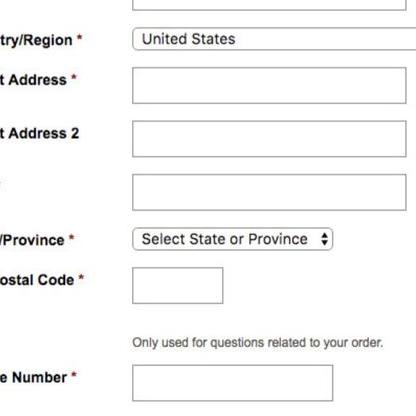 try/Region *
United States
t Address *
t Address 2
*
/Province *
Select State or Province
ostal Code *
Only used for questions related to your order.
e Number *